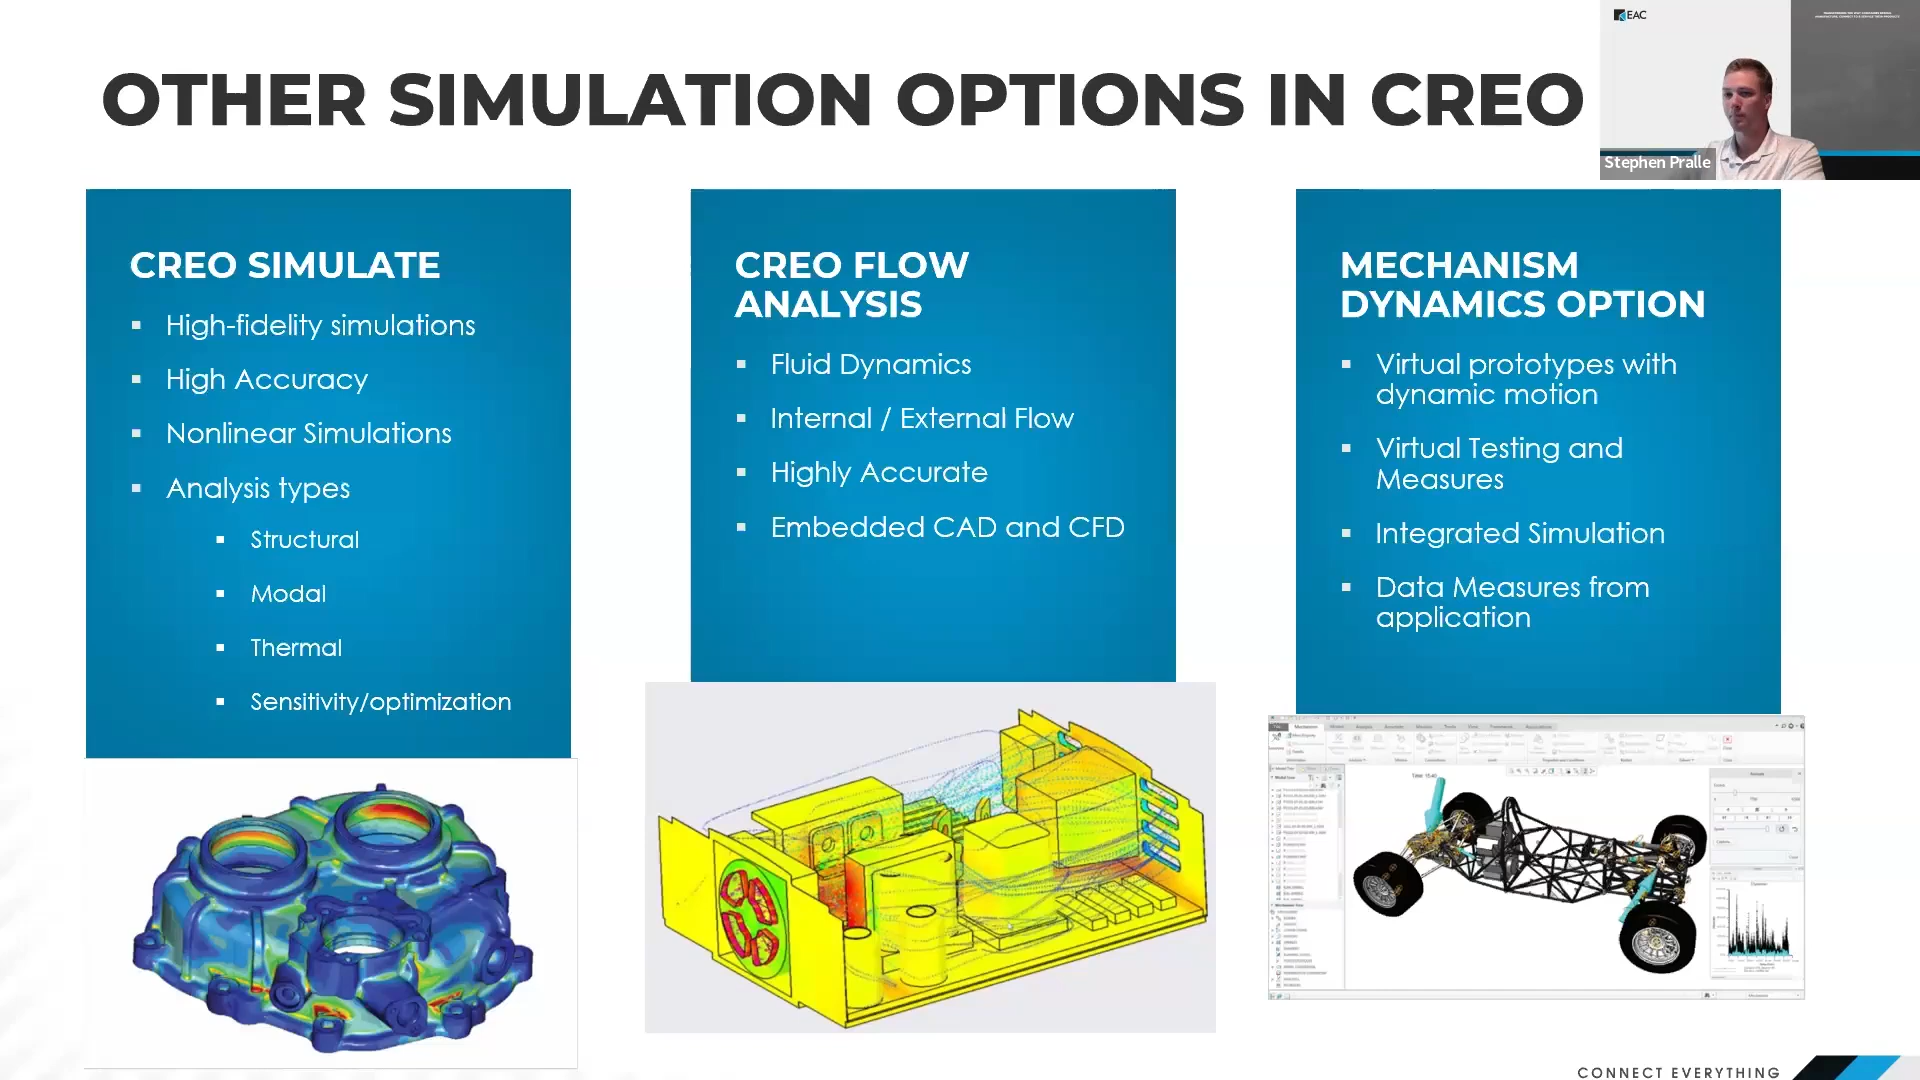 OTHER SIMULATION OPTIONS IN CREO
EAC
Stephen Pralle
CREO SIMULATE
▪ High-fidelity simulations
▪ High Accuracy
▪ Nonlinear Simulations
▪ Analysis types
▪ Structural
▪ Modal
▪ Thermal
▪ Sensitivity/optimization
CREO FLOW
ANALYSIS
▪ Fluid Dynamics
▪ Internal / External Flow
▪ Highly Accurate
▪ Embedded CAD and CFD
MECHANISM
DYNAMICS OPTION
▪ Virtual prototypes with
dynamic motion
▪ Virtual Testing and
Measures
▪ Integrated Simulation
▪ Data Measures from
application
CONNECT EVERYTHING